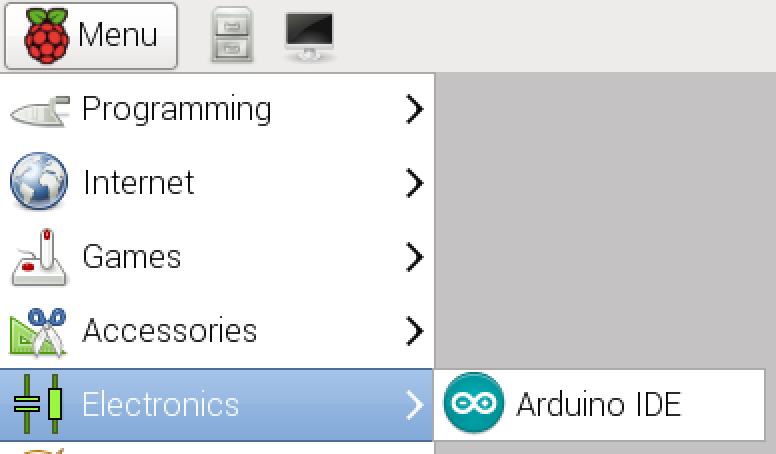 Menu
Programming
Internet
Games
Accessories
Electronics
Arduino IDE